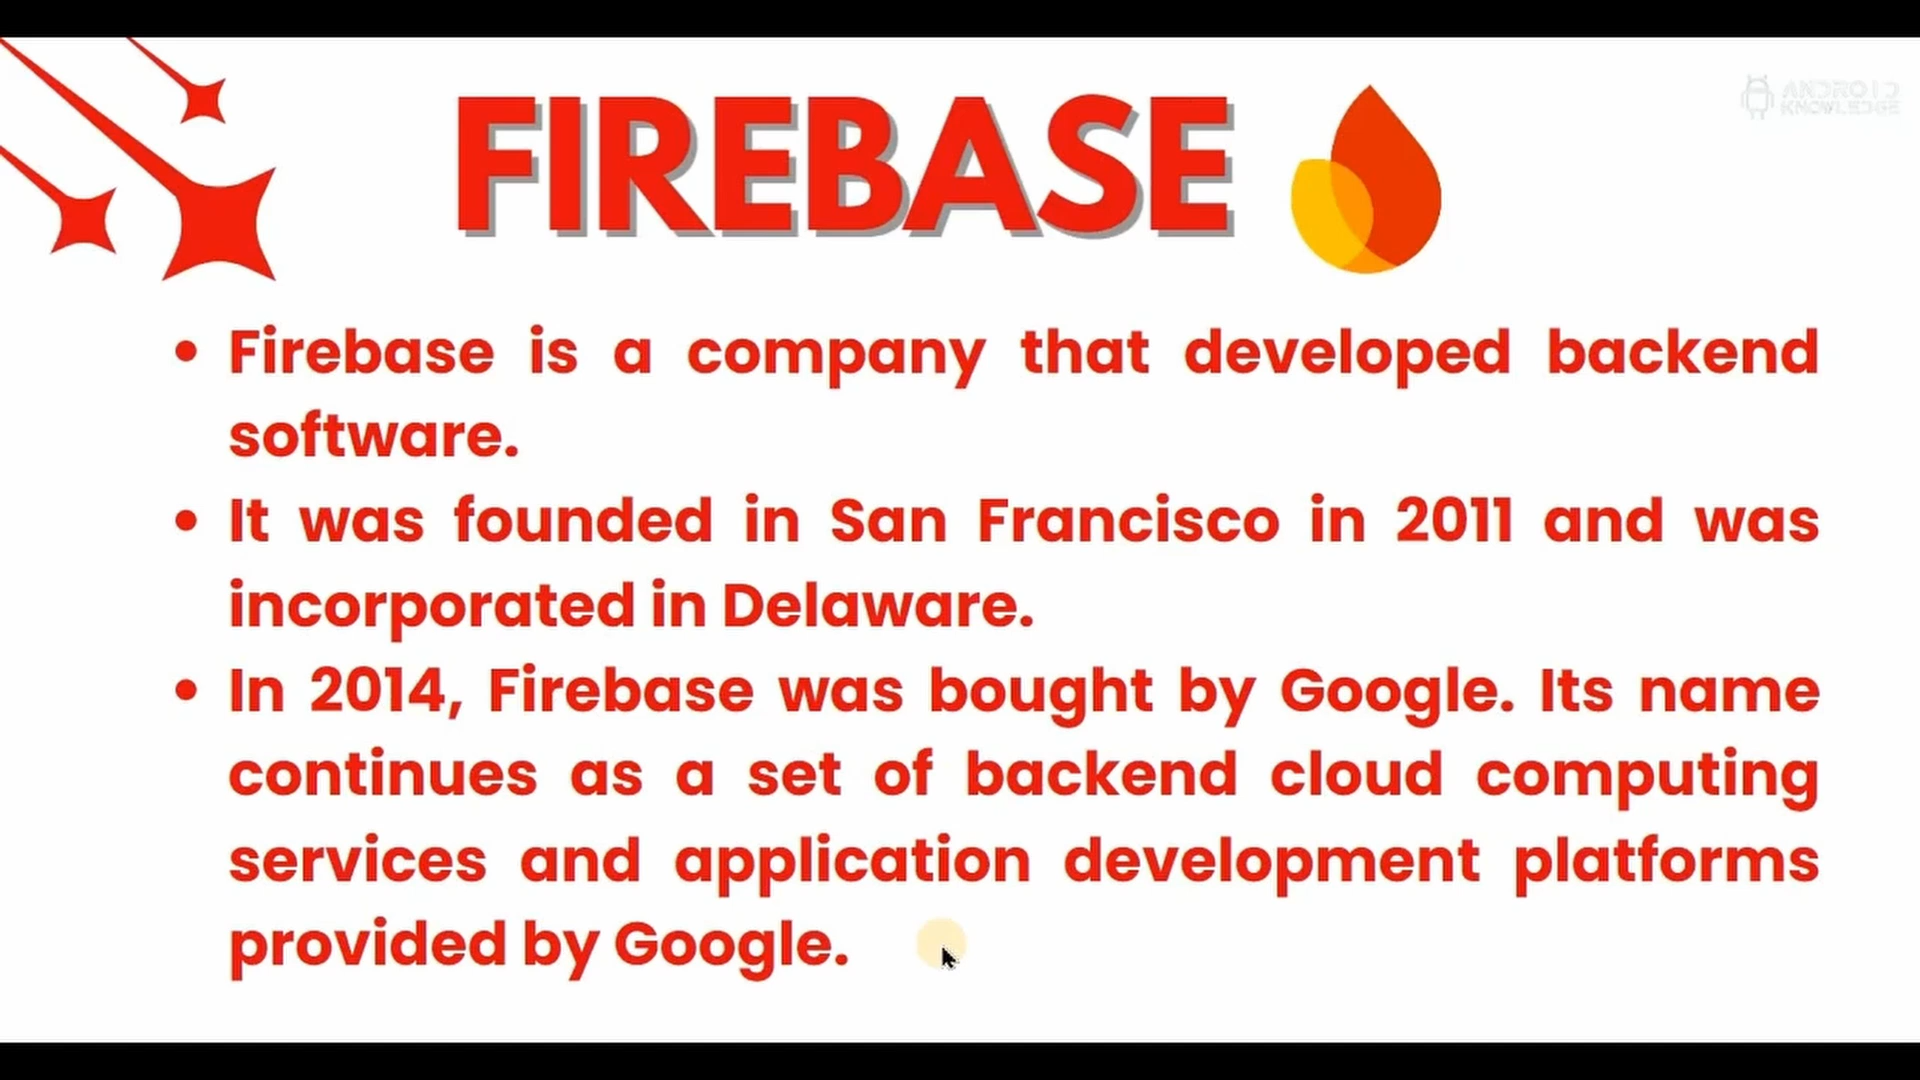 FIREBASE
ANDROID
KNOWLEDGE
• Firebase is a company that developed backend
software.
• It was founded in San Francisco in 2011 and was
incorporated in Delaware.
• In 2014, Firebase was bought by Google. Its name
continues as a set of backend cloud computing
services and application development platforms
provided by Google.